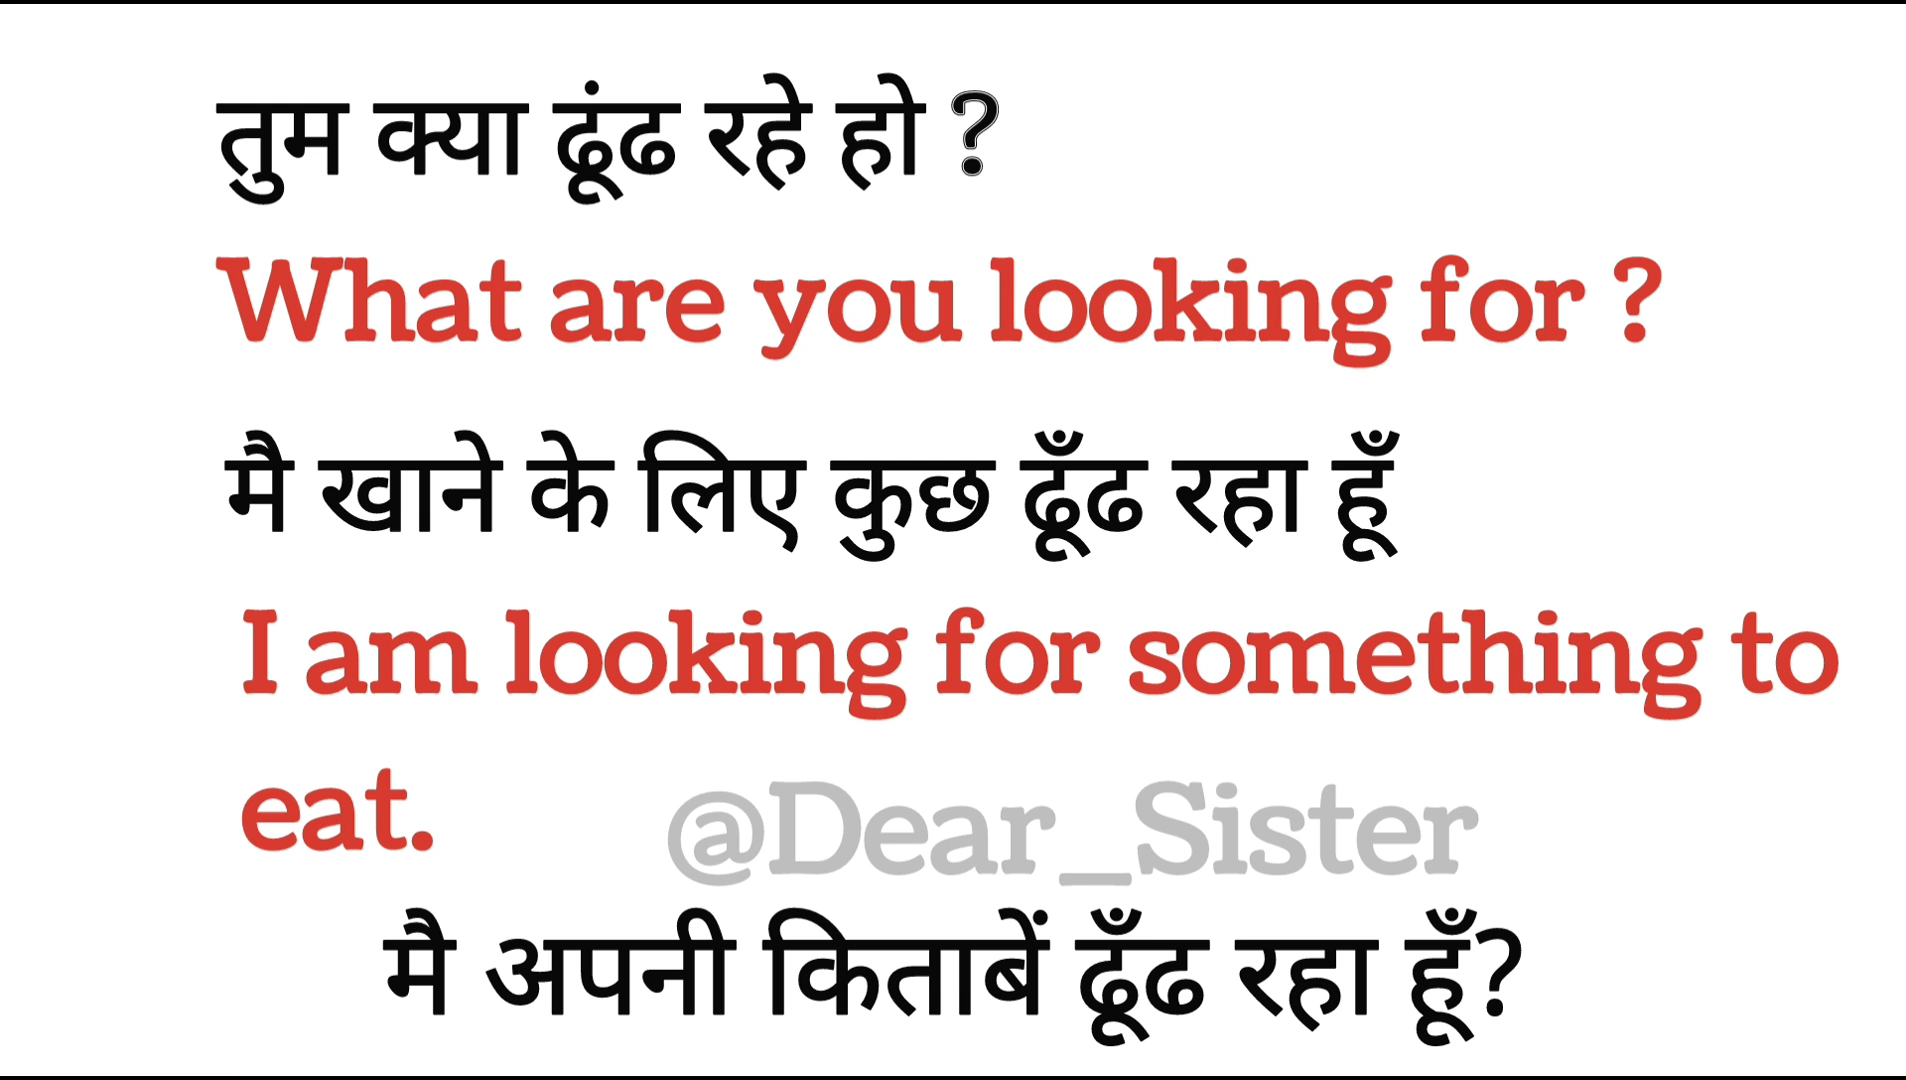 तुम क्या ढूंढ रहे हो ?
What are you looking for ?
मै खाने के लिए कुछ ढूँढ रहा हूँ
I am looking for something to
eat.
@Dear_Sister
मै अपनी किताबें ढूँढ रहा हूँ?